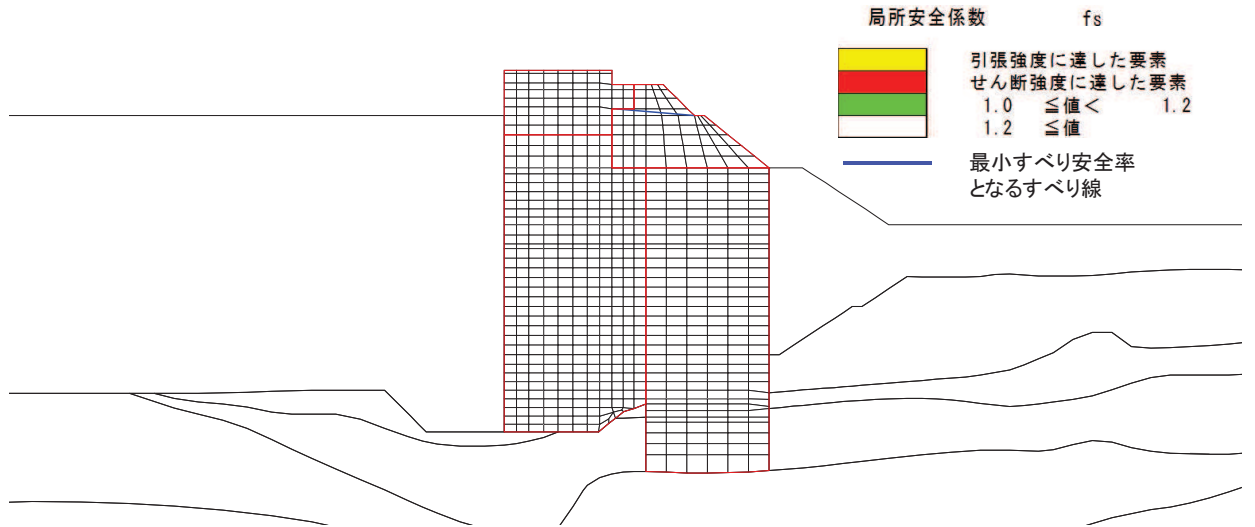 局所安全係数 fs
引張強度に達した要素
せん断強度に達した要素
1.0 ≦値< 1.2
1.2 ≦値
最小すべり安全率
となるすべり線